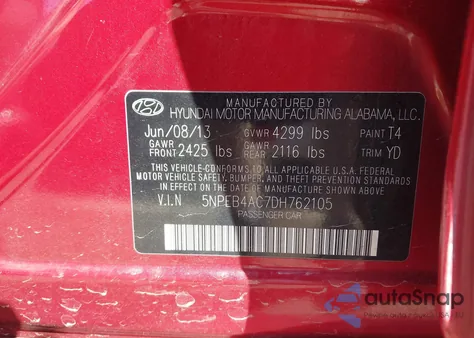 MANUFACTURED BY
HYUNDAI MOTOR MANUFACTURING ALABAMA, LLC.
Jun/08/13 GVWR 4299 lbs PAINT T4
GAWR FRONT 2425 lbs GAWR REAR 2116 lbs TRIM YD
THIS VEHICLE CONFORMS TO ALL APPLICABLE U.S.A. FEDERAL
MOTOR VEHICLE SAFETY, BUMPER, AND THEFT PREVENTION STANDARDS
IN EFFECT ON THE DATE OF MANUFACTURE SHOWN ABOVE.
V.I.N 5NPEB4AC7DH762105
PASSENGER CAR
autoSnap